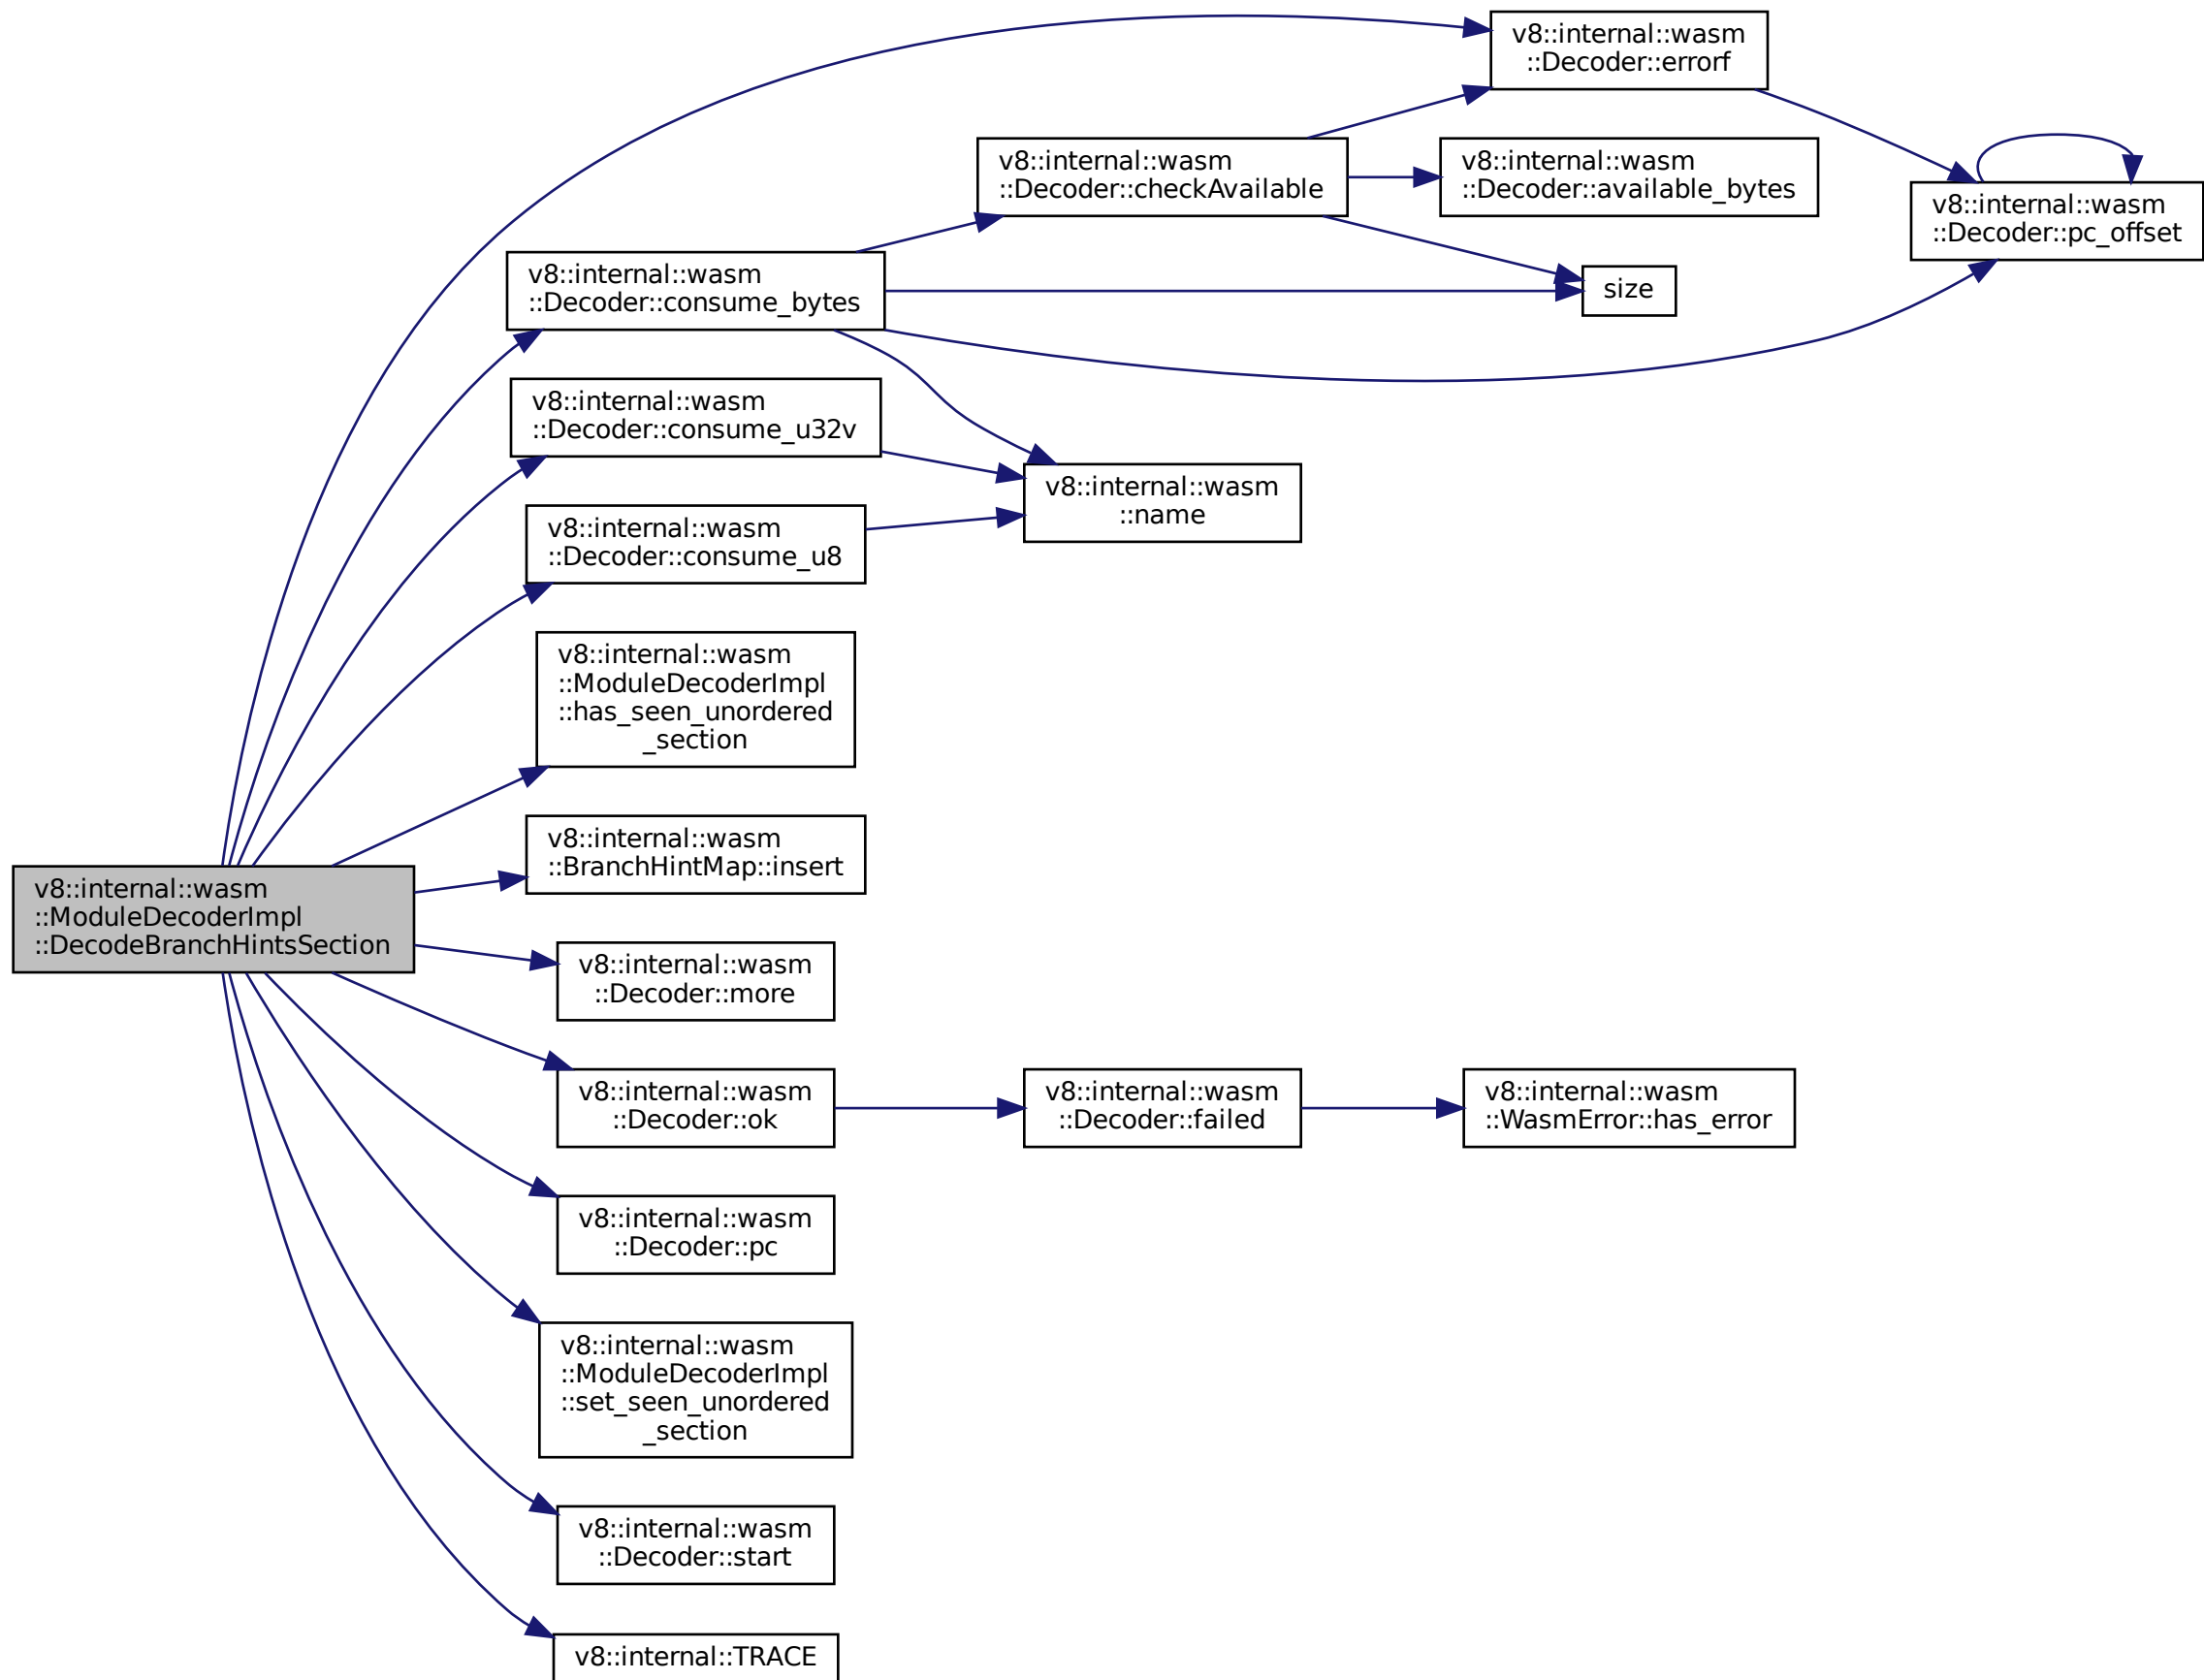 v8::internal::wasm
::Decoder::errorf
v8::internal::wasm
::Decoder::checkAvailable
v8::internal::wasm
::Decoder::available_bytes
v8::internal::wasm
::Decoder::pc_offset
v8::internal::wasm
::Decoder::consume_bytes
size
v8::internal::wasm
::Decoder::consume_u32v
v8::internal::wasm
::name
v8::internal::wasm
::Decoder::consume_u8
v8::internal::wasm
::ModuleDecoderImpl
::has_seen_unordered
_section
v8::internal::wasm
::BranchHintMap::insert
v8::internal::wasm
::ModuleDecoderImpl
::DecodeBranchHintsSection
v8::internal::wasm
::Decoder::more
v8::internal::wasm
::Decoder::ok
v8::internal::wasm
::Decoder::failed
v8::internal::wasm
::WasmError::has_error
v8::internal::wasm
::Decoder::pc
v8::internal::wasm
::ModuleDecoderImpl
::set_seen_unordered
_section
v8::internal::wasm
::Decoder::start
v8::internal::TRACE